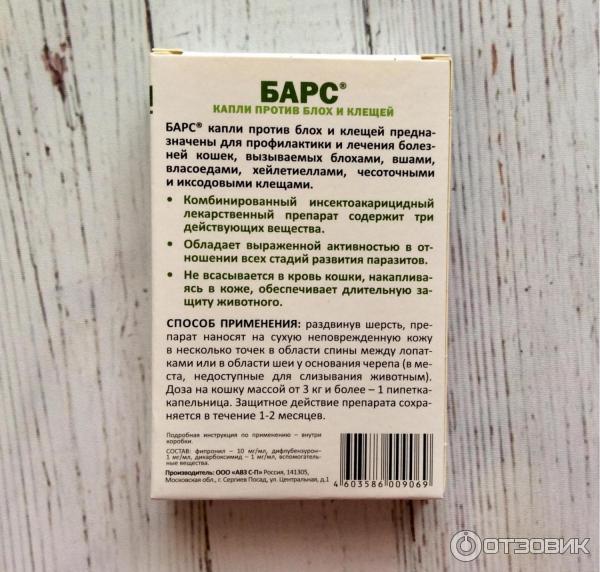 БАРС®
КАПЛИ ПРОТИВ БЛОХ И КЛЕЩЕЙ
БАРС® капли против блох и клещей предна-
значены для профилактики и лечения болез-
ней кошек, вызываемых блохами, вшами,
власоедами, хейлетиеллами, чесоточными
и иксодовыми клещами.
• Комбинированный инсектоакарицидный
лекарственный препарат содержит три
действующих вещества.
• Обладает выраженной активностью в от-
ношении всех стадий развития паразитов.
• Не всасывается в кровь кошки, накаплива-
ясь в коже, обеспечивает длительную за-
щиту животного.
СПОСОБ ПРИМЕНЕНИЯ: раздвинув шерсть, пре-
парат наносят на сухую неповрежденную кожу
в несколько точек в области спины между лопат-
ками или в области шеи у основания черепа (в ме-
ста, недоступные для слизывания животным).
Доза на кошку массой от 3 кг и более – 1 пипетка-
капельница. Защитное действие препарата сохра-
няется в течение 1-2 месяцев.
Подробная инструкция по применению – внутри
коробки.
СОСТАВ: фипронил – 10 мг/мл, дифлубензурон–
1 мг/мл, дикарбоксимид – 1 мг/мл, вспомогатель-
ные вещества.
Производитель: ООО «АВЗ С-П» Россия, 141305,
Московская обл., г. Сергиев Посад, ул. Центральная, д.1
4 603586 009069
ОТЗОВИК